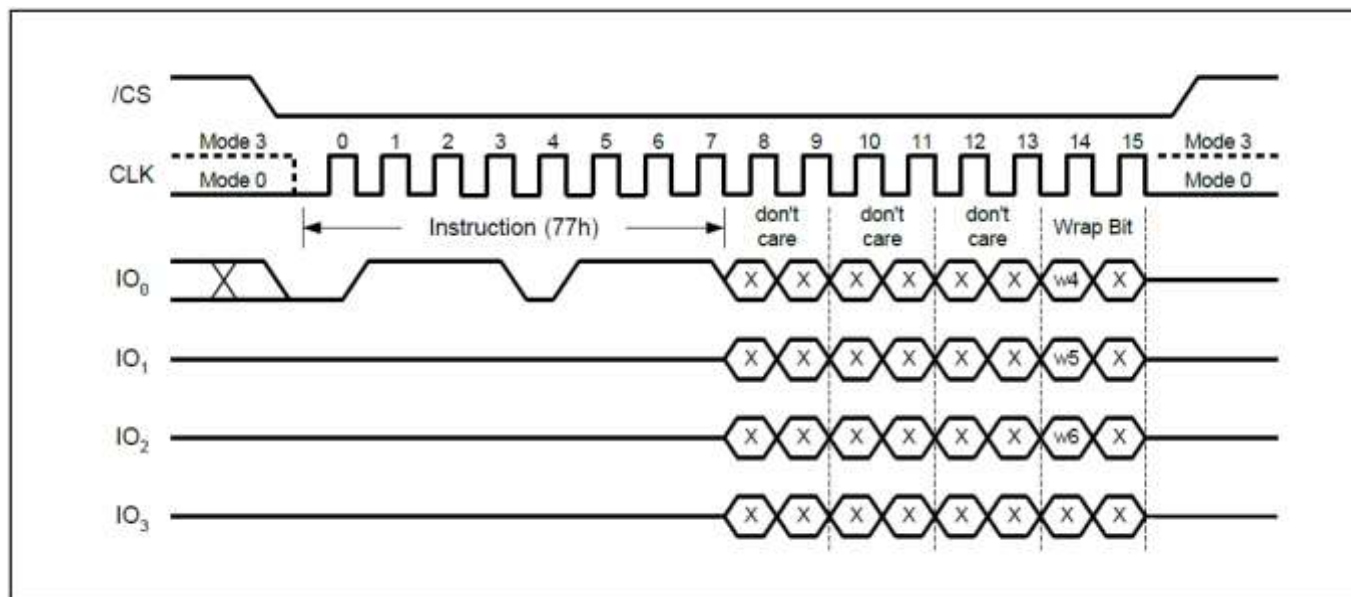 /CS
Mode 3 0 1 2 3 4 5 6 7 8 9 10 11 12 13 14 15 Mode 3
CLK
Mode 0 Mode 0
Instruction (77h) don't care don't care don't care Wrap Bit
IO0 X X X X X X X w4 X
IO1 X X X X X X w5 X
IO2 X X X X X X w6 X
IO3 X X X X X X X X